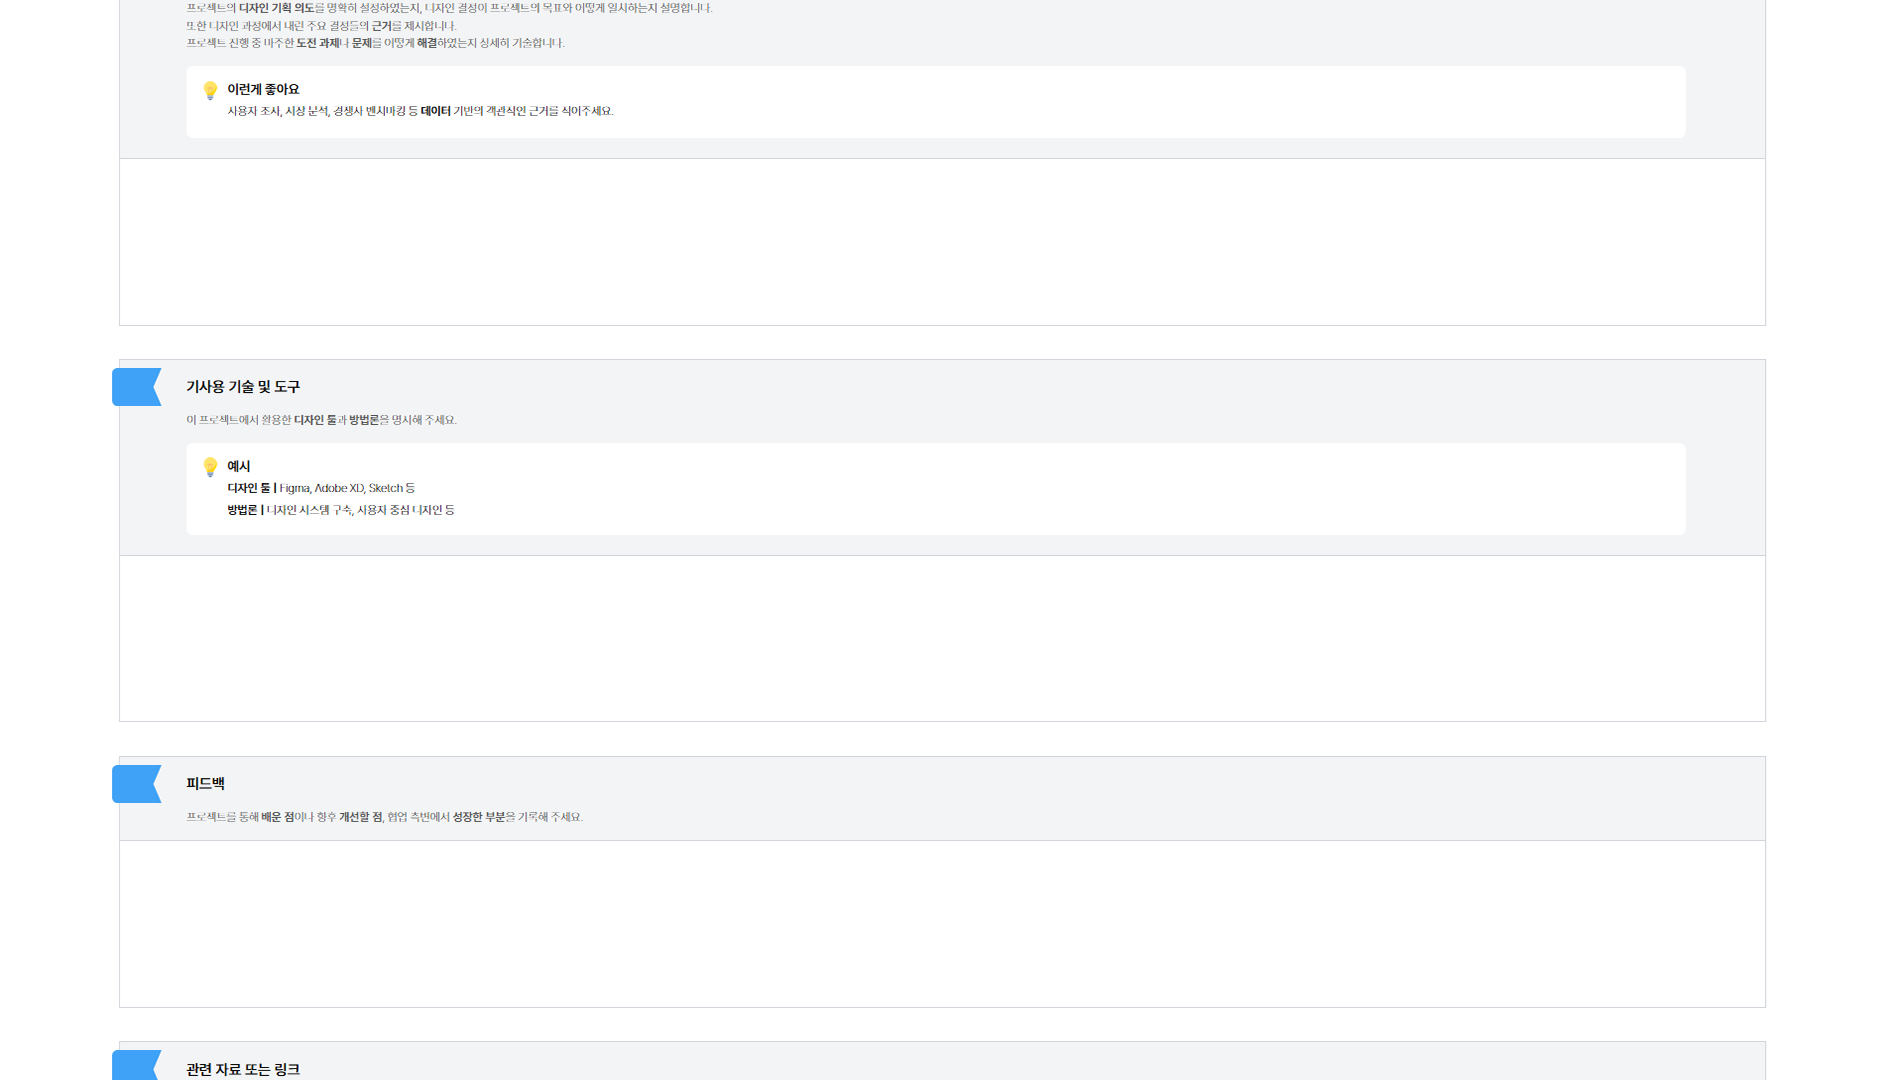 프로젝트의 디자인 기획 의도를 명확히 설정하였는지, 디자인 결정이 프로젝트의 목표와 어떻게 일치하는지 설명합니다.
또한 디자인 과정에서 내린 주요 결정들의 근거를 제시합니다.
프로젝트 진행 중 마주한 도전 과제나 문제를 어떻게 해결하였는지 상세히 기술합니다.
이런게 좋아요
사용자 조사, 시장 분석, 경쟁사 벤치마킹 등 데이터 기반의 객관적인 근거를 적어주세요.
기사용 기술 및 도구
이 프로젝트에서 활용한 디자인 툴과 방법론을 명시해 주세요.
예시
디자인 툴 | Figma, Adobe XD, Sketch 등
방법론 | 디자인 시스템 구축, 사용자 중심 디자인 등
피드백
프로젝트를 통해 배운 점이나 향후 개선할 점, 협업 측면에서 성장한 부분을 기록해 주세요.
관련 자료 또는 링크